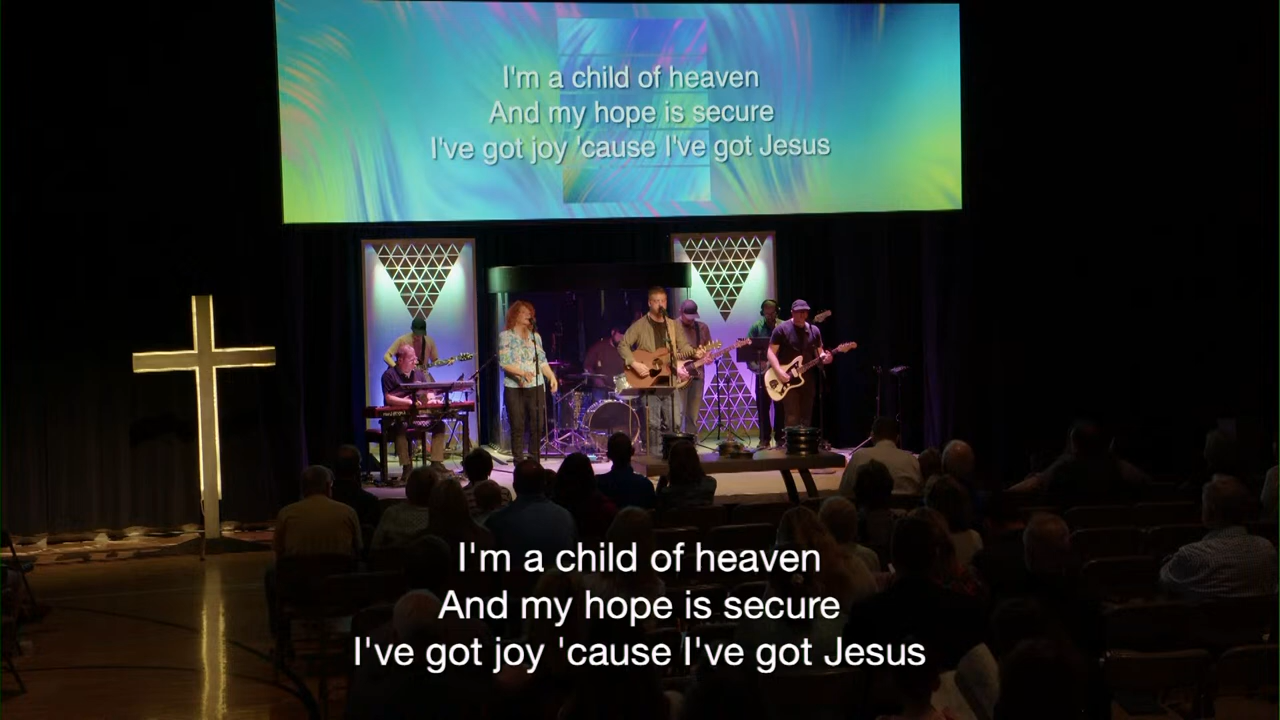 I'm a child of heaven
And my hope is secure
I've got joy 'cause I've got Jesus
I'm a child of heaven
And my hope is secure
I've got joy 'cause I've got Jesus